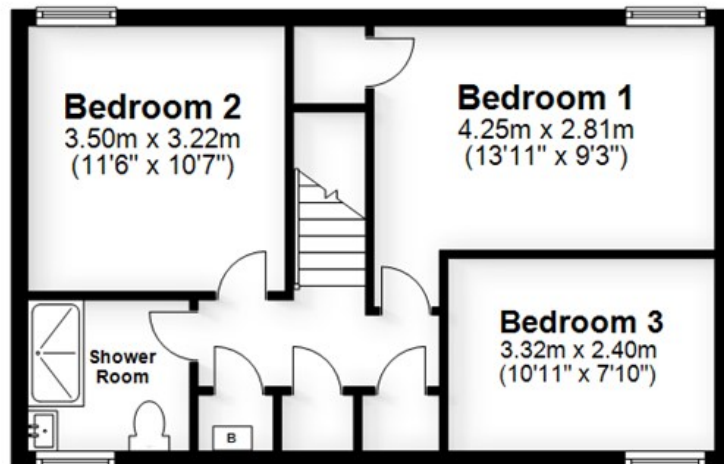 Bedroom 2
3.50m x 3.22m
(11'6" x 10'7")
Bedroom 1
4.25m x 2.81m
(13'11" x 9'3")
Bedroom 3
3.32m x 2.40m
(10'11" x 7'10")
Shower
Room
B